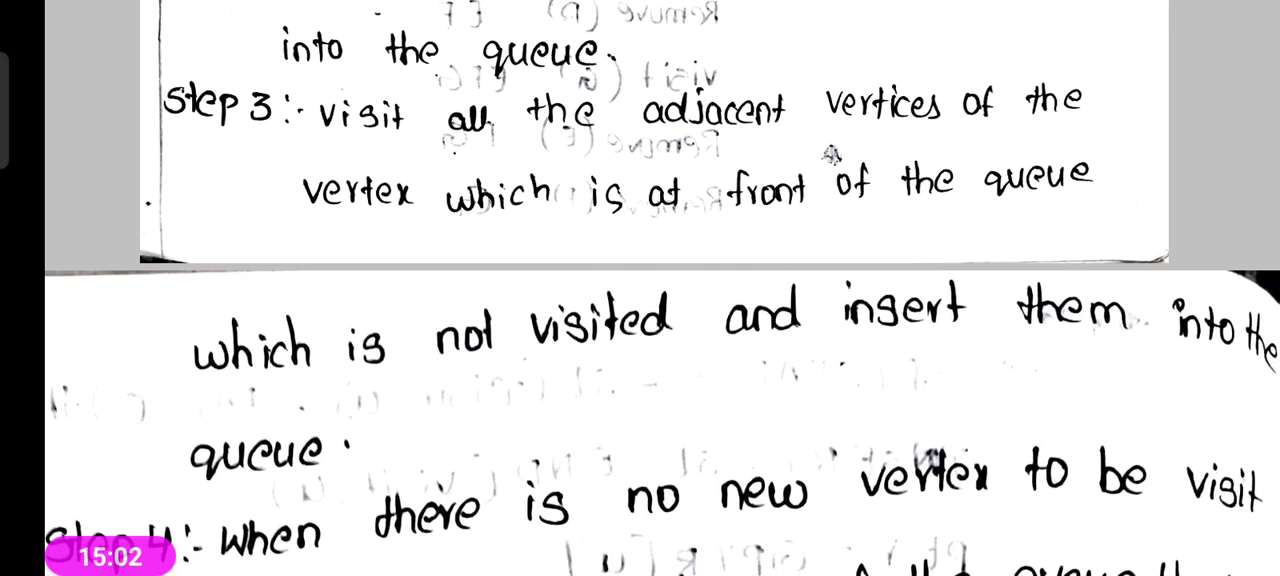 into the queue.
Step 3:- visit all the adjacent vertices of the
vertex which is at front of the queue
which is not visited and insert them into the
queue.
Step 4:- when there is no new vertex to be visit
15:02